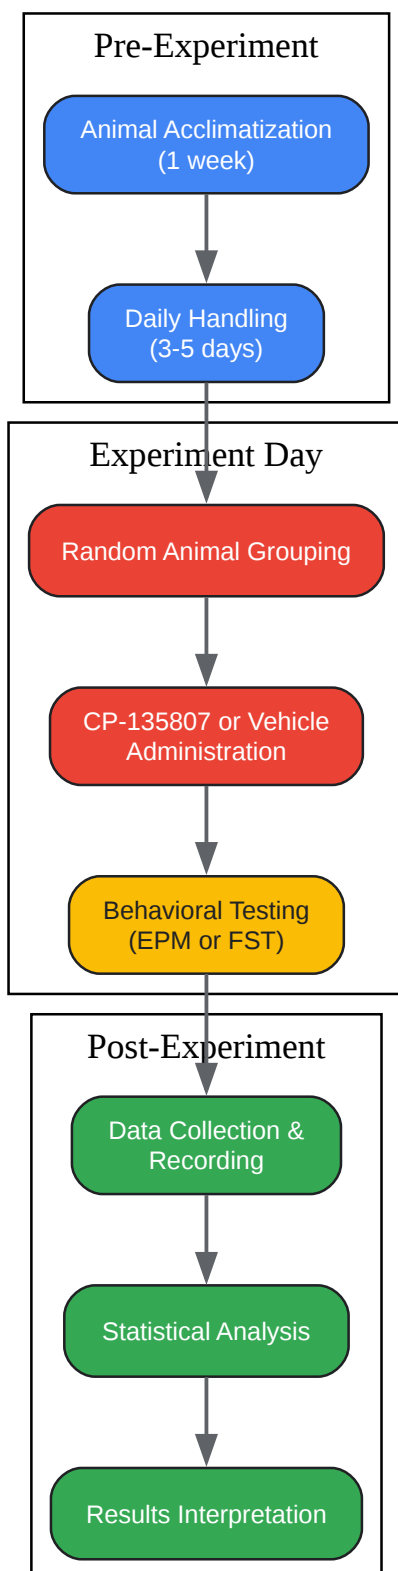 Pre-Experiment
Animal Acclimatization
(1 week)
Daily Handling
(3-5 days)
Experiment Day
Random Animal Grouping
CP-135807 or Vehicle
Administration
Behavioral Testing
(EPM or FST)
Post-Experiment
Data Collection &
Recording
Statistical Analysis
Results Interpretation